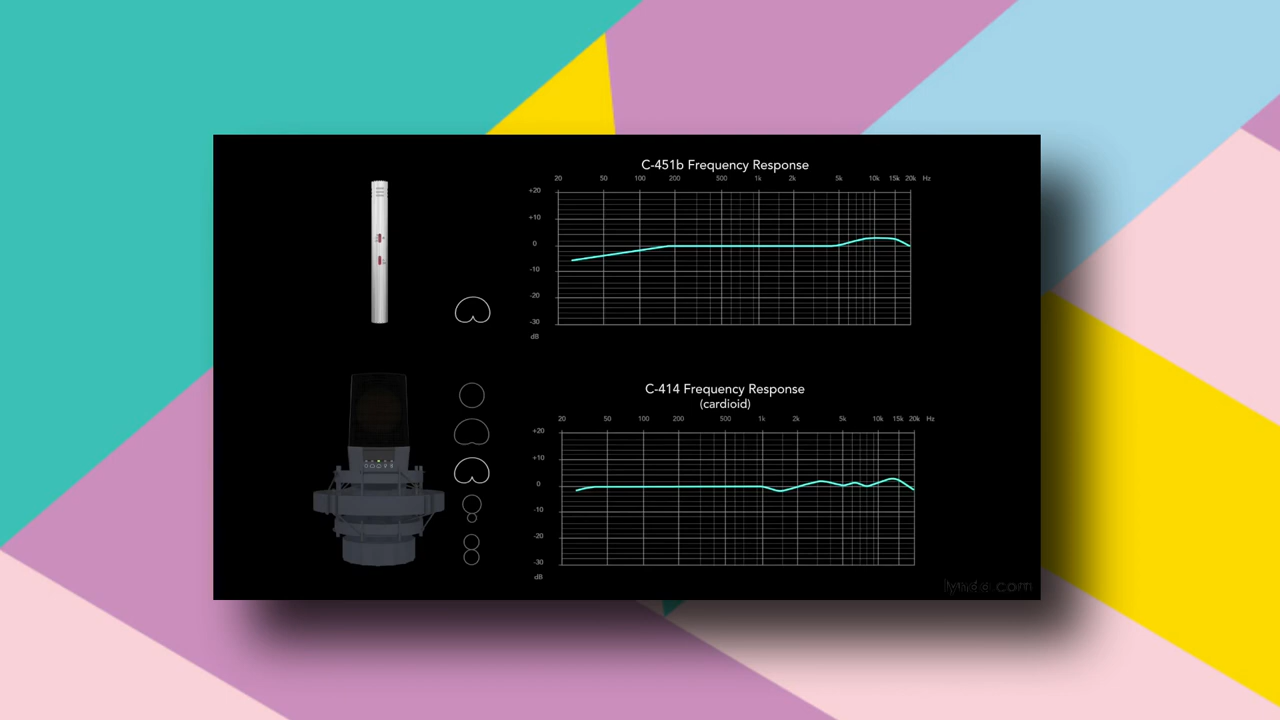 C-451b Frequency Response
20 50 100 200 500 1k 2k 5k 10k 15k 20k Hz
+20
+10
0
-10
-20
-30
dB
C-414 Frequency Response
(cardioid)
20 50 100 200 500 1k 2k 5k 10k 15k 20k Hz
+20
+10
0
-10
-20
-30
dB
lynda.com